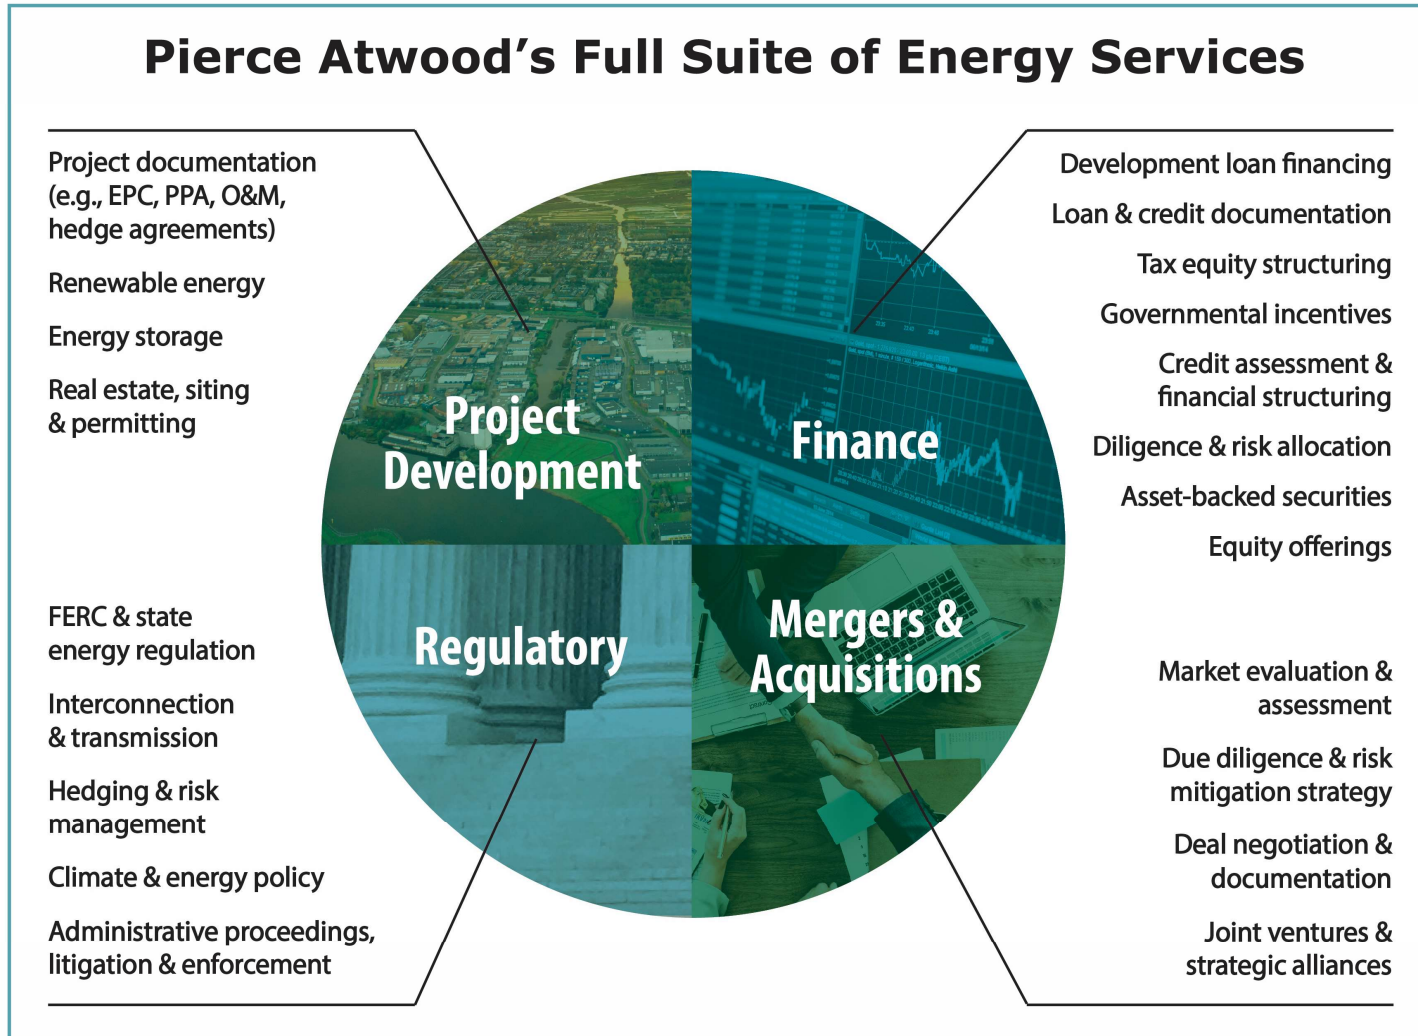 Pierce Atwood’s Full Suite of Energy Services
Project documentation
(e.g., EPC, PPA, O&M,
hedge agreements)
Renewable energy
Energy storage
Real estate, siting
& permitting
Project
Development
Development loan financing
Loan & credit documentation
Tax equity structuring
Governmental incentives
Credit assessment &
financial structuring
Diligence & risk allocation
Asset-backed securities
Equity offerings
Finance
FERC & state
energy regulation
Interconnection
& transmission
Hedging & risk
management
Climate & energy policy
Administrative proceedings,
litigation & enforcement
Regulatory
Mergers &
Acquisitions
Market evaluation &
assessment
Due diligence & risk
mitigation strategy
Deal negotiation &
documentation
Joint ventures &
strategic alliances